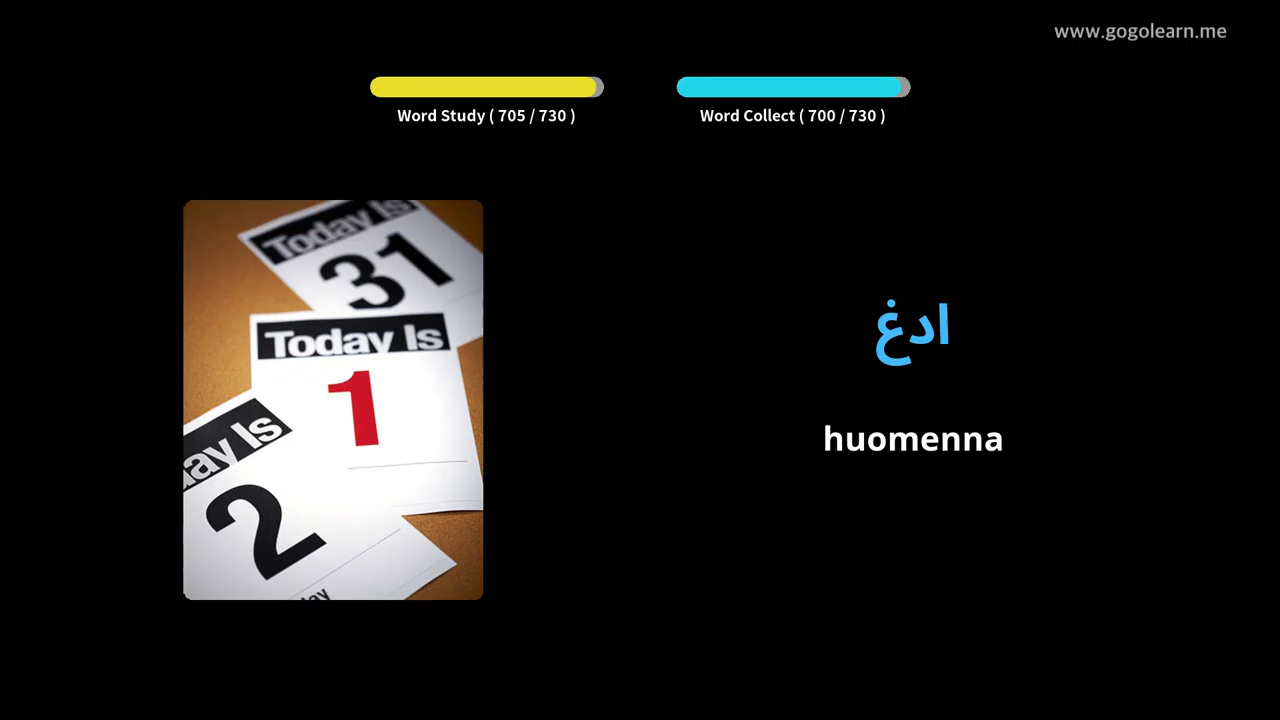 www.gogolearn.me
Word Study ( 705 / 730 )
Word Collect ( 700 / 730 )
Today Is
31
Today Is
1
day Is
2
ادغ
huomenna